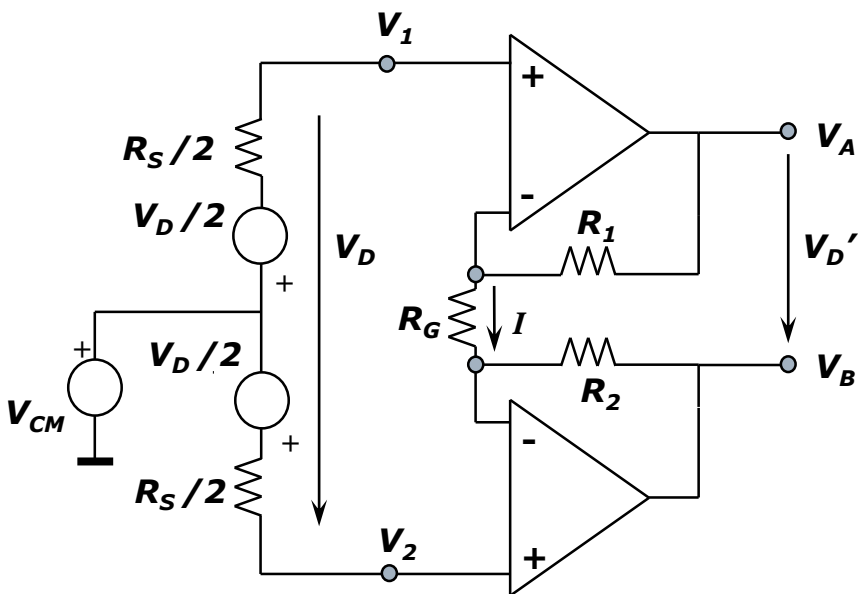 V1
+
RS/2
VA
VD/2
-
R1
VD
VD′
+
RG
I
+
VD/2
R2
VB
VCM
+
-
RS/2
V2
+